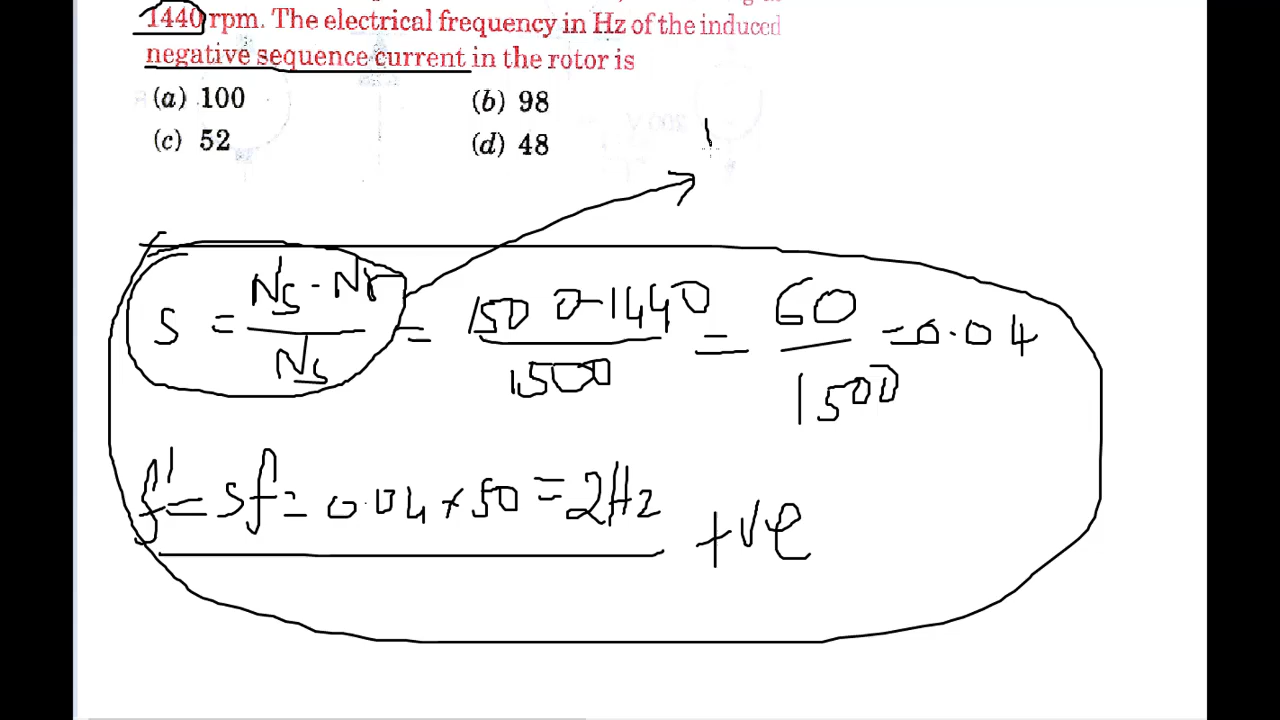 1440 rpm. The electrical frequency in Hz of the induced
negative sequence current in the rotor is
(a) 100 (b) 98
(c) 52 (d) 48
S = Ns - Nr / Ns = 1500-1440 / 1500 = 60 / 1500 = 0.04
f' = sf = 0.04 × 50 = 2Hz +ve